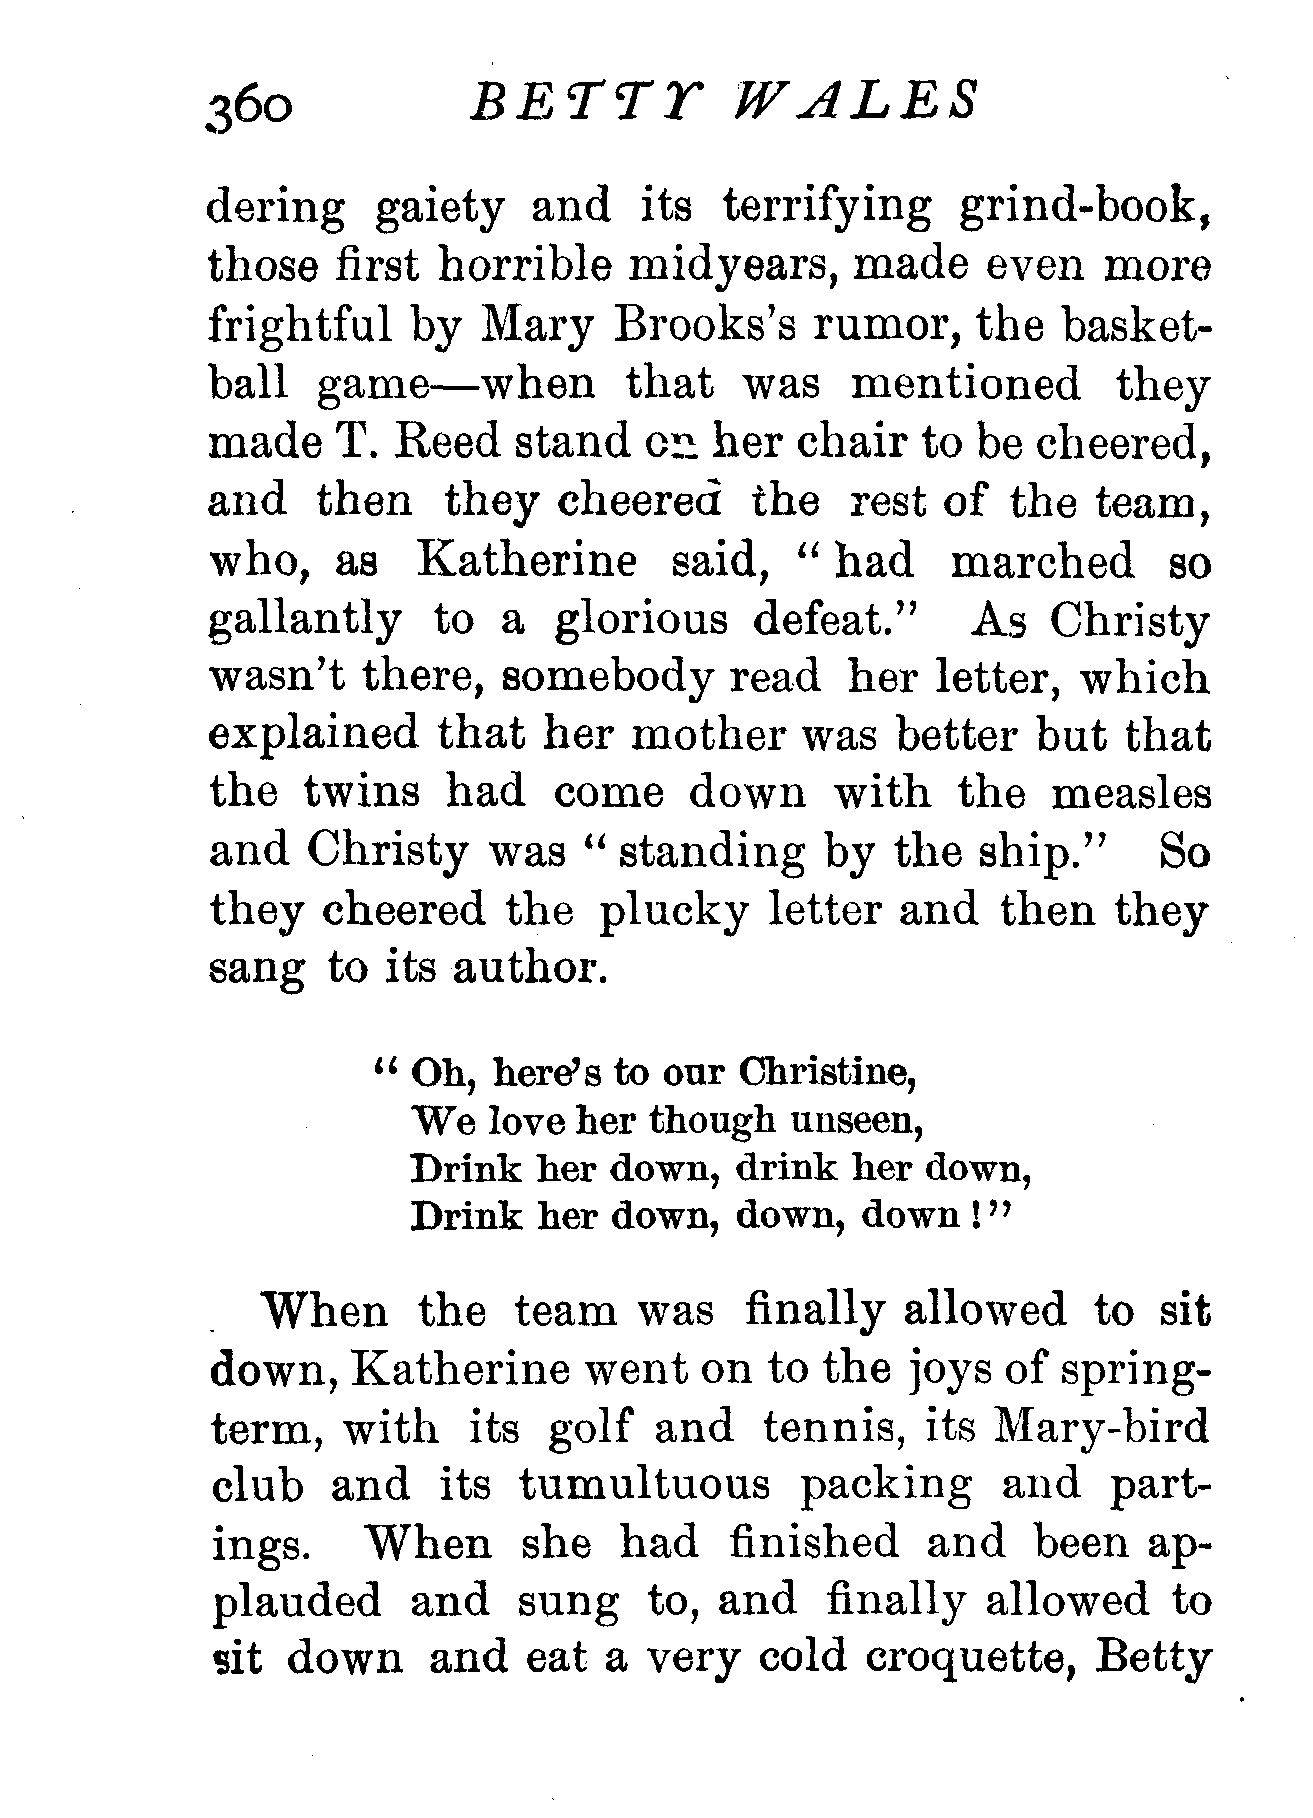 360 BETTY WALES
dering gaiety and its terrifying grind-book,
those first horrible midyears, made even more
frightful by Mary Brooks's rumor, the basket-
ball game—when that was mentioned they
made T. Reed stand on her chair to be cheered,
and then they cheered the rest of the team,
who, as Katherine said, "had marched so
gallantly to a glorious defeat." As Christy
wasn't there, somebody read her letter, which
explained that her mother was better but that
the twins had come down with the measles
and Christy was "standing by the ship." So
they cheered the plucky letter and then they
sang to its author.
"Oh, here's to our Christine,
We love her though unseen,
Drink her down, drink her down,
Drink her down, down, down!"
When the team was finally allowed to sit
down, Katherine went on to the joys of spring-
term, with its golf and tennis, its Mary-bird
club and its tumultuous packing and part-
ings. When she had finished and been ap-
plauded and sung to, and finally allowed to
sit down and eat a very cold croquette, Betty